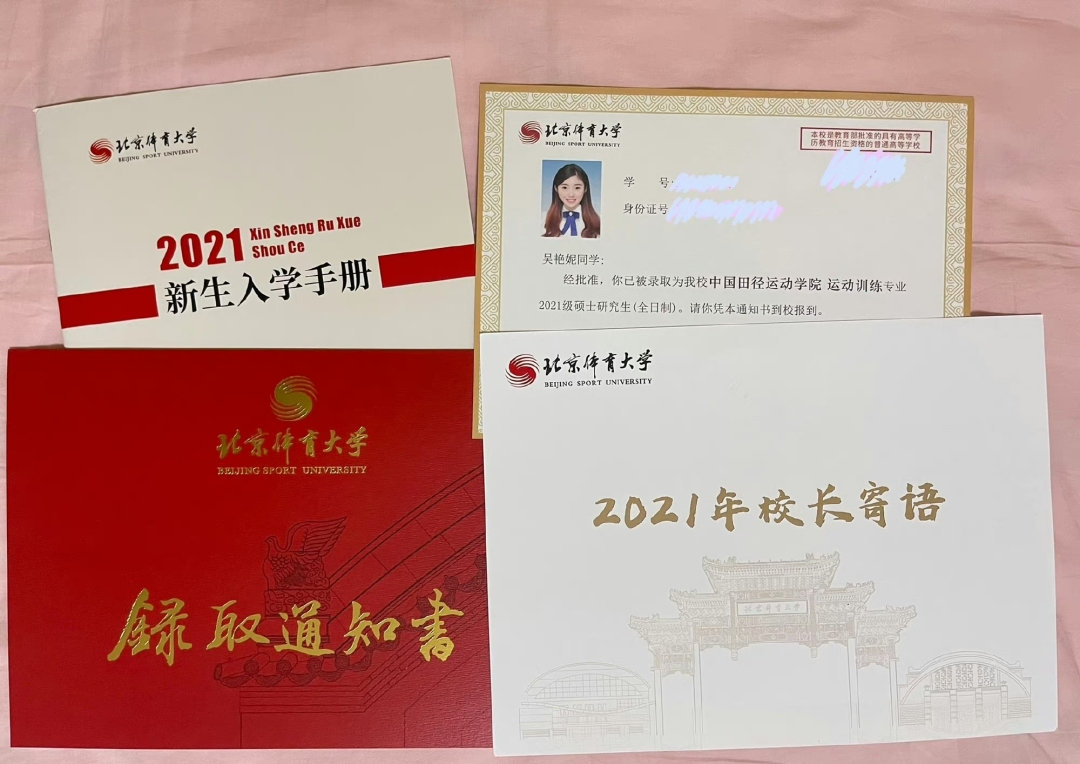 北京体育大学
BEIJING SPORT UNIVERSITY
2021 Xin Sheng Ru Xue
Shou Ce
新生入学手册
北京体育大学
BEIJING SPORT UNIVERSITY
本校是教育部批准的具有高等学
历教育招生资格的普通高等学校
学 号:
身份证号
吴艳妮同学:
经批准，你已被录取为我校中国田径运动学院 运动训练专业
2021级硕士研究生(全日制)。请你凭本通知书到校报到。
北京体育大学
BEIJING SPORT UNIVERSITY
録取通知书
北京体育大学
BEIJING SPORT UNIVERSITY
2021年校长寄语
北京体育大学